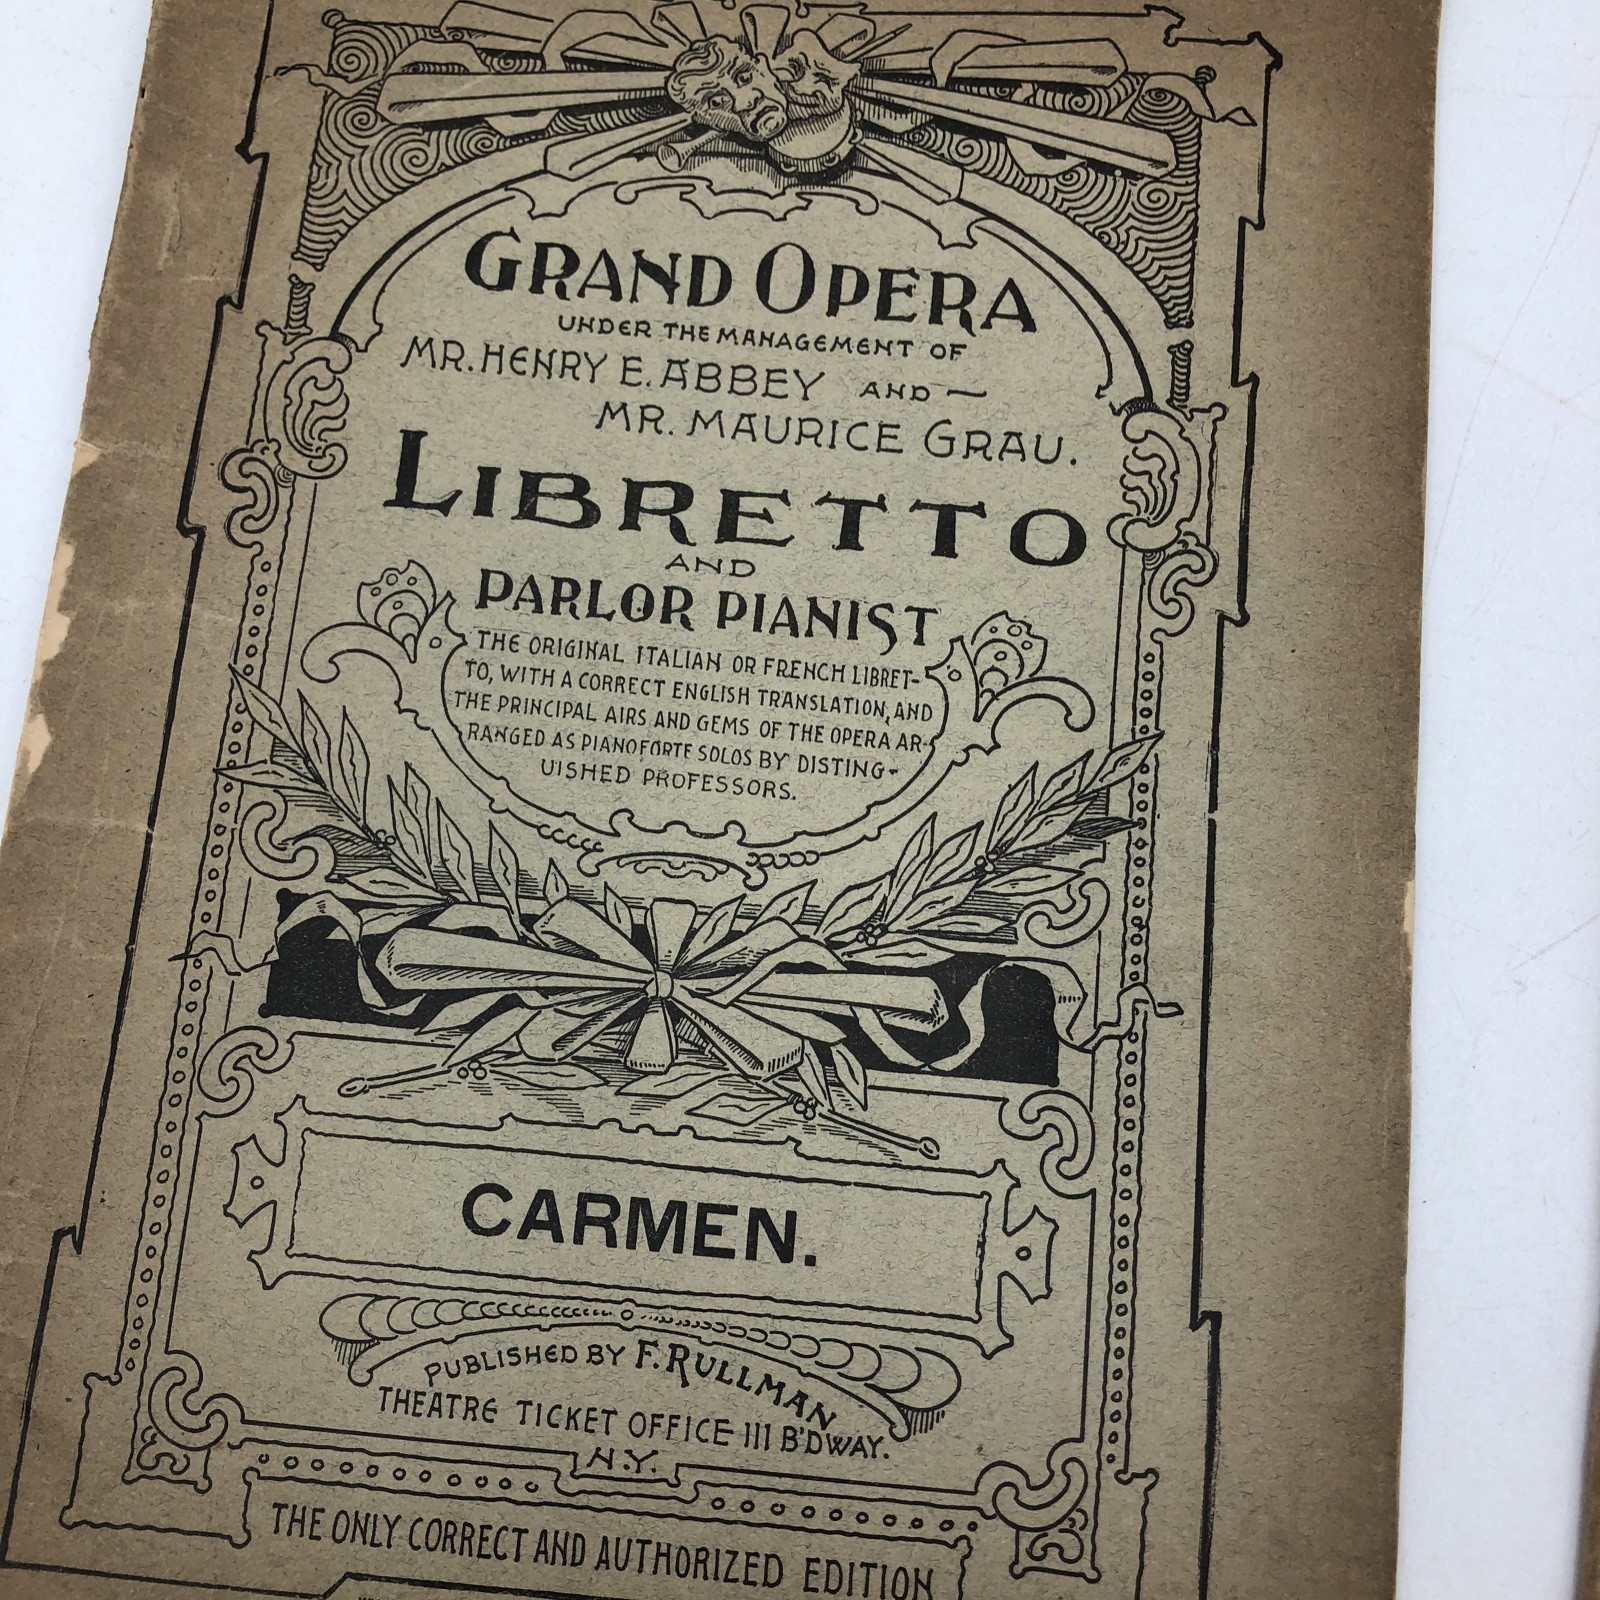 GRAND OPERA
UNDER THE MANAGEMENT OF
MR. HENRY E. ABBEY AND —
MR. MAURICE GRAU.
LIBRETTO
AND
PARLOR PIANIST
THE ORIGINAL ITALIAN OR FRENCH LIBRET-
TO, WITH A CORRECT ENGLISH TRANSLATION, AND
THE PRINCIPAL AIRS AND GEMS OF THE OPERA AR-
RANGED AS PIANOFORTE SOLOS BY DISTING-
UISHED PROFESSORS.
CARMEN.
PUBLISHED BY F. RULLMAN
THEATRE TICKET OFFICE 111 B'DWAY.
N.Y.
THE ONLY CORRECT AND AUTHORIZED EDITION